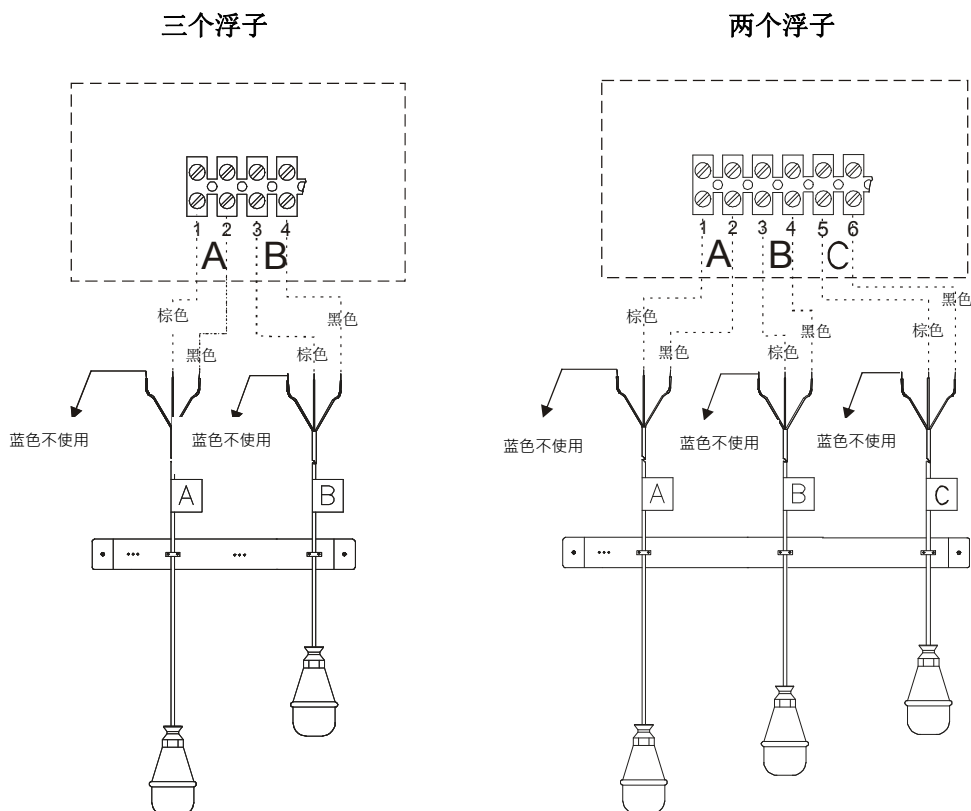 三个浮子
两个浮子
1 2 3 4
A B
棕色
黑色
黑色
棕色
蓝色不使用
蓝色不使用
A
B
1 2 3 4 5 6
A B C
棕色
黑色
黑色
棕色
黑色
棕色
蓝色不使用
蓝色不使用
蓝色不使用
A
B
C